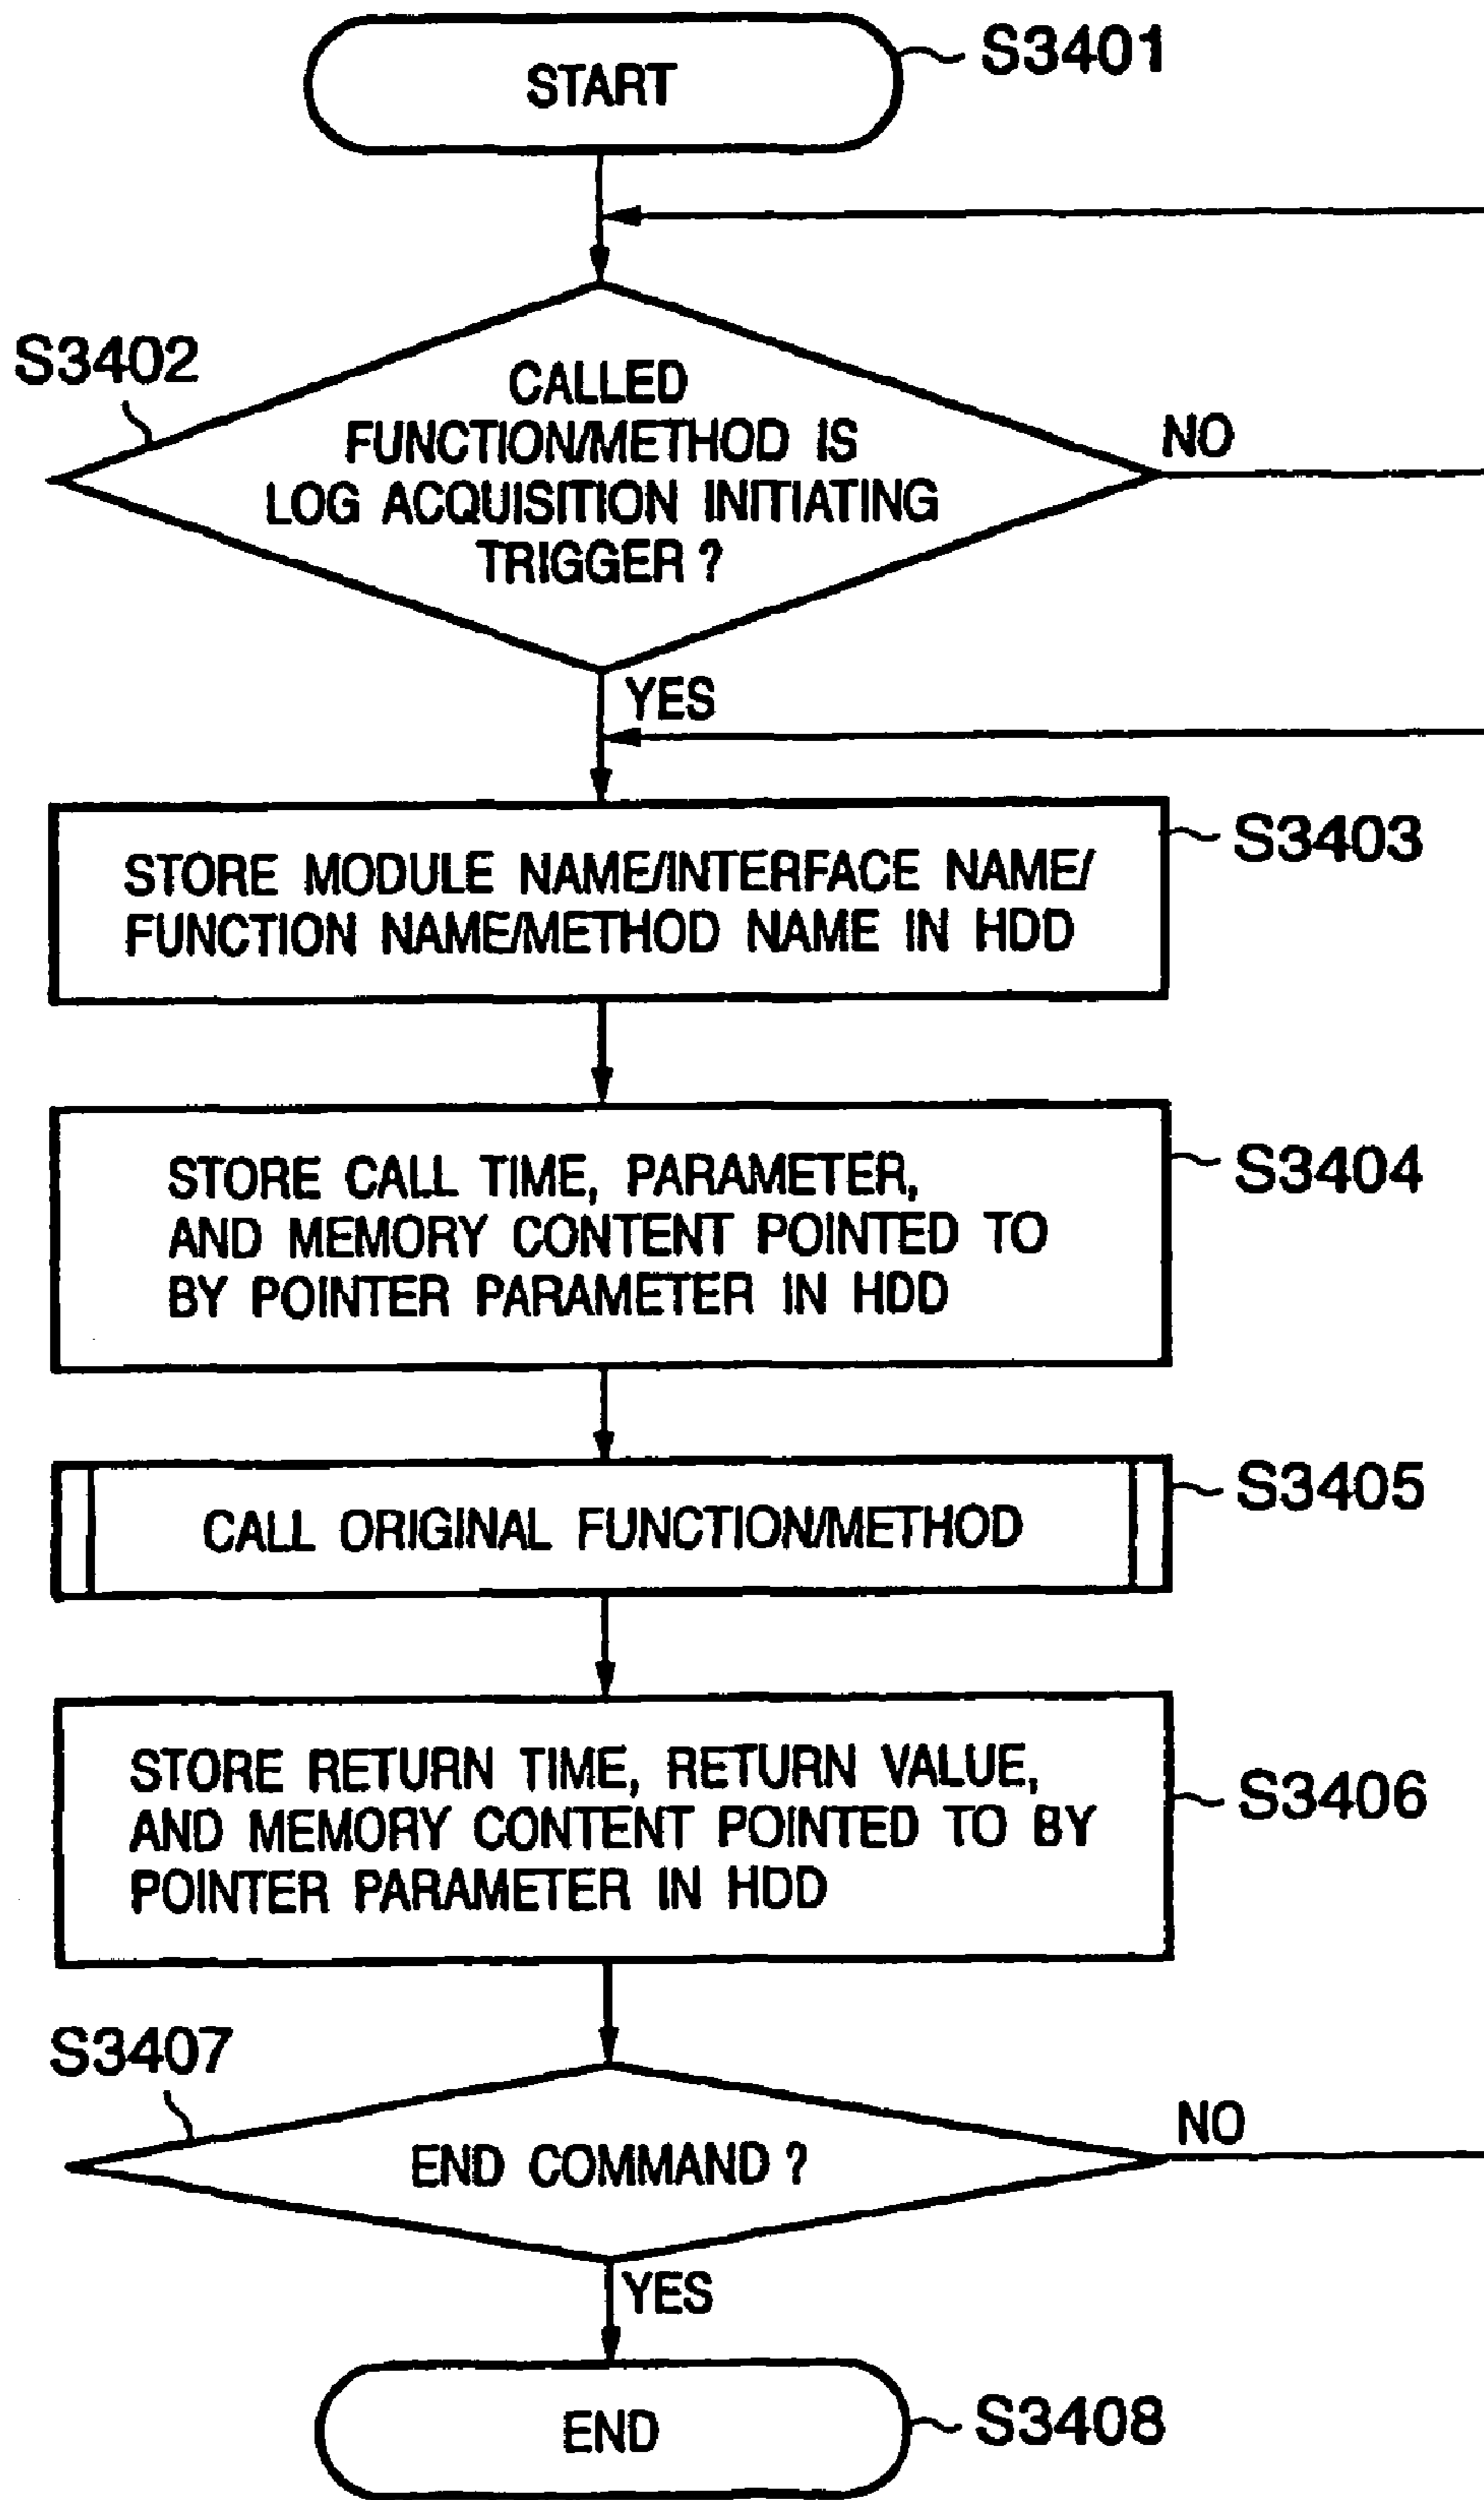 START
S3401
S3402
CALLED
FUNCTION/METHOD IS
LOG ACQUISITION INITIATING
TRIGGER ?
NO
YES
STORE MODULE NAME/INTERFACE NAME/
FUNCTION NAME/METHOD NAME IN HDD
S3403
STORE CALL TIME, PARAMETER,
AND MEMORY CONTENT POINTED TO
BY POINTER PARAMETER IN HDD
S3404
CALL ORIGINAL FUNCTION/METHOD
S3405
STORE RETURN TIME, RETURN VALUE,
AND MEMORY CONTENT POINTED TO BY
POINTER PARAMETER IN HDD
S3406
S3407
END COMMAND ?
NO
YES
END
S3408